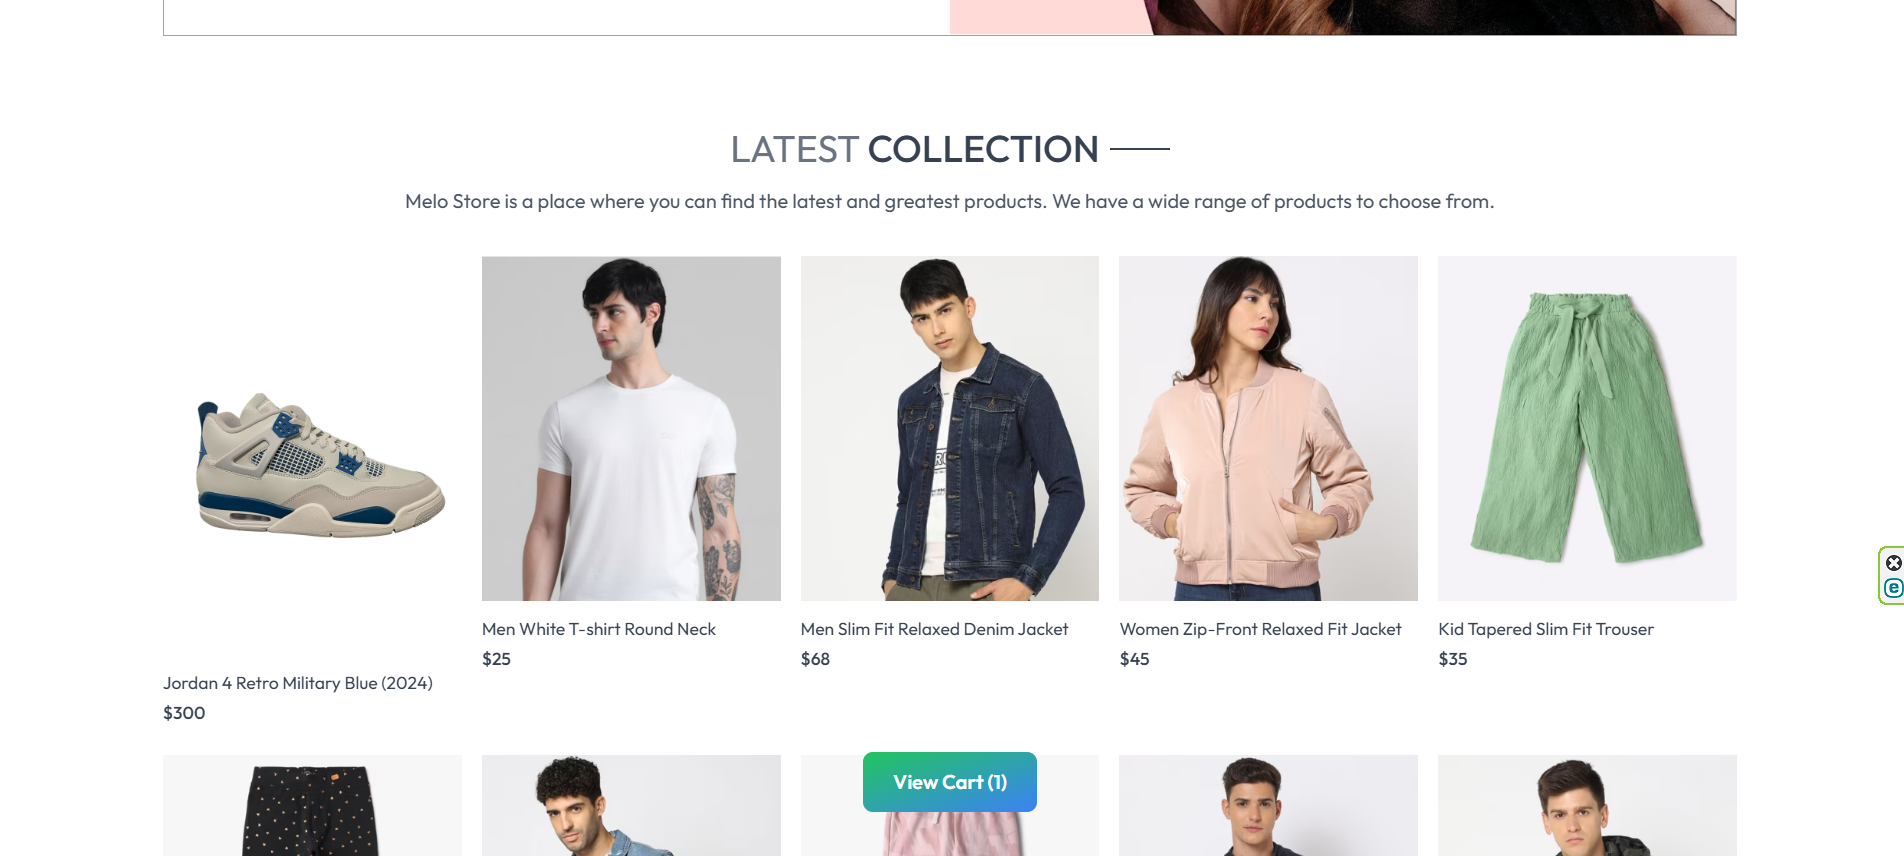 LATEST COLLECTION
Melo Store is a place where you can find the latest and greatest products. We have a wide range of products to choose from.
Men White T-shirt Round Neck
$25
Men Slim Fit Relaxed Denim Jacket
$68
Women Zip-Front Relaxed Fit Jacket
$45
Kid Tapered Slim Fit Trouser
$35
Jordan 4 Retro Military Blue (2024)
$300
View Cart (1)
e